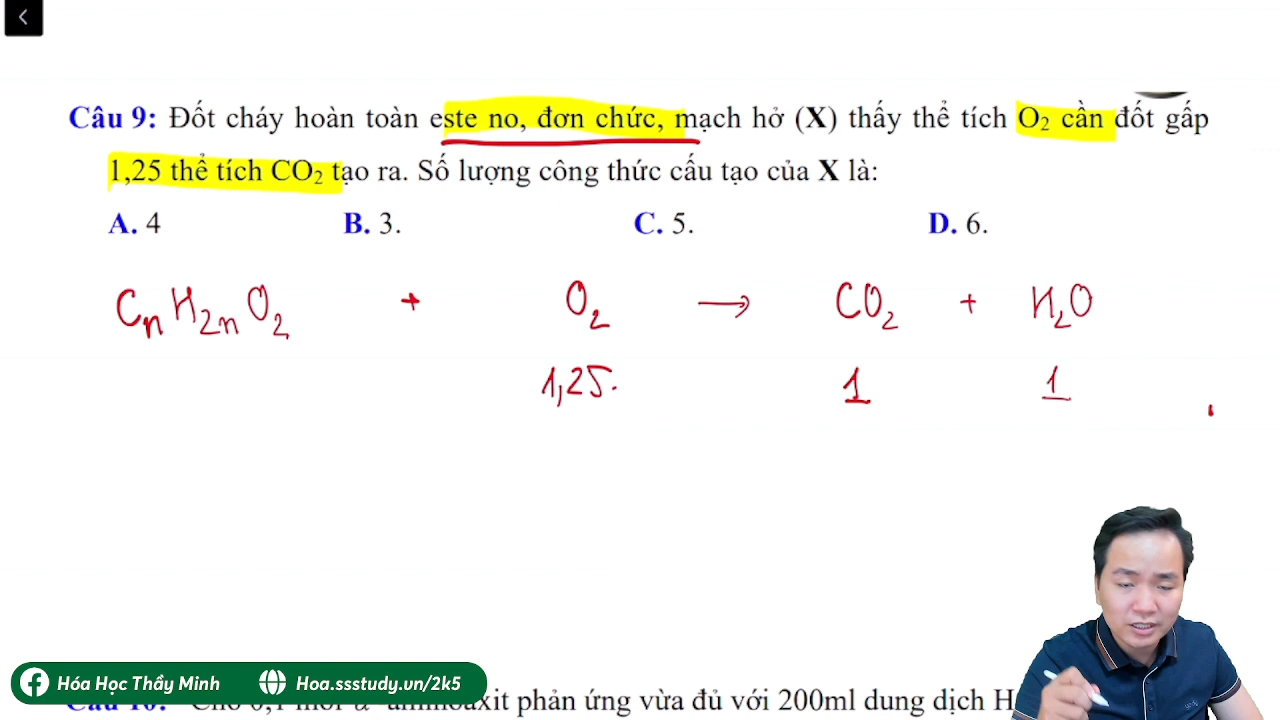 Câu 9: Đốt cháy hoàn toàn este no, đơn chức, mạch hở (X) thấy thể tích O₂ cần đốt gấp
1,25 thể tích CO₂ tạo ra. Số lượng công thức cấu tạo của X là:
A. 4 B. 3. C. 5. D. 6.
CₙH₂ₙO₂ + O₂ → CO₂ + H₂O
1,25. 1 1
Hóa Học Thầy Minh Hoa.ssstudy.vn/2k5
phản ứng vừa đủ với 200ml dung dịch H